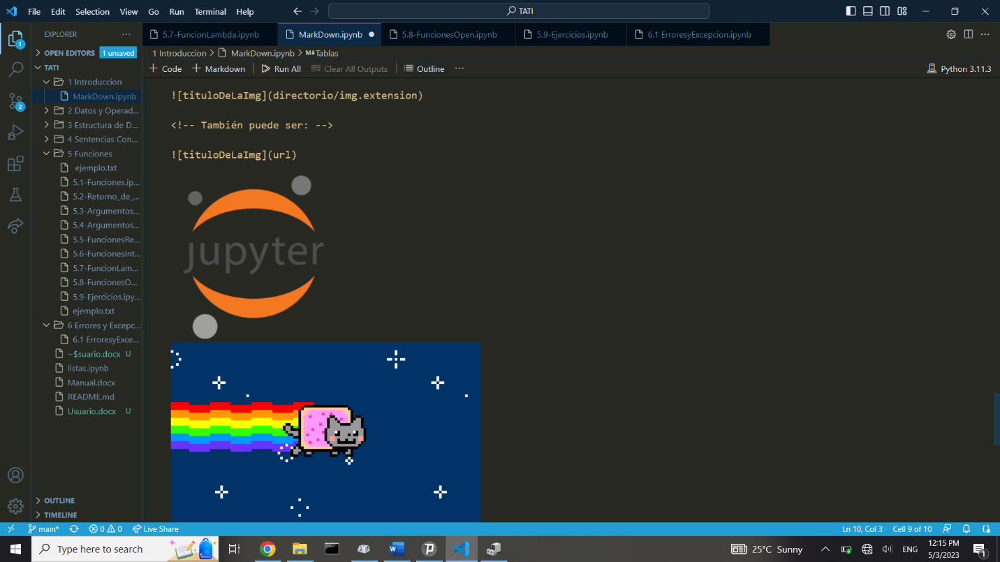 File Edit Selection View Go Run Terminal Help
TATI
EXPLORER
5.7-FuncionLambda.ipynb
MarkDown.ipynb
5.8-FuncionesOpen.ipynb
5.9-Ejercicios.ipynb
6.1 ErroresyExcepcion.ipynb
OPEN EDITORS 1 unsaved
1 Introduccion > MarkDown.ipynb > M↓Tablas
+ Code + Markdown Run All Clear All Outputs Outline ...
Python 3.11.3
TATI
1 Introduccion
MarkDown.ipynb
2 Datos y Operad...
3 Estructura de D...
4 Sentencias Con...
5 Funciones
ejemplo.txt
5.1-Funciones.ip...
5.2-Retorno_de_...
5.3-Argumentos...
5.4-Argumentos...
5.5-FuncionesRe...
5.6-FuncionesInt...
5.7-FuncionLam...
5.8-FuncionesO...
5.9-Ejercicios.ipy...
ejemplo.txt
6 Errores y Excepc...
6.1 ErroresyExce...
~$suario.docx U
listas.ipynb
Manual.docx
README.md
Usuario.docx U
OUTLINE
TIMELINE
![tituloDeLaImg](directorio/img.extension)
<!-- También puede ser: -->
![tituloDeLaImg](url)
jupyter
main* 0 0 Live Share
Ln 10, Col 3 Cell 9 of 10
Type here to search
25°C Sunny
ENG
12:15 PM
5/3/2023
1